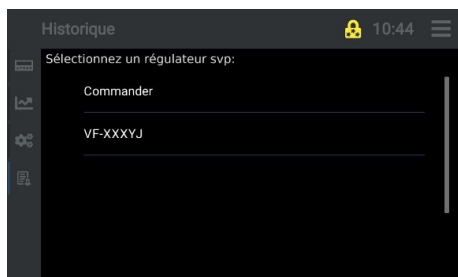 Historique
10:44
Sélectionnez un régulateur svp:
Commander
VF-XXXYJ